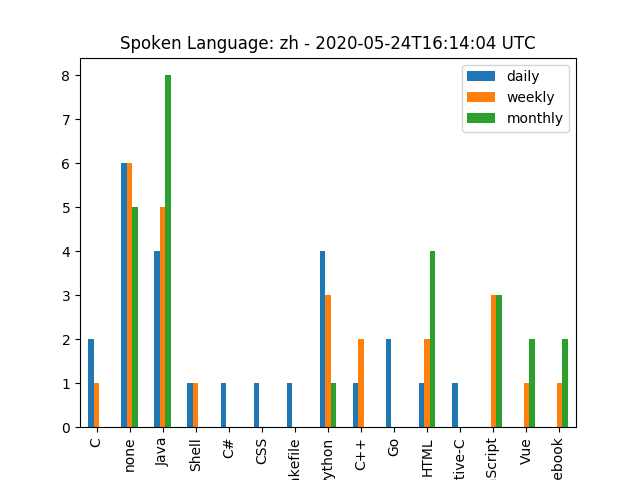 Spoken Language: zh - 2020-05-24T16:14:04 UTC
daily
weekly
monthly
8
7
6
5
4
3
2
1
0
C
none
Java
Shell
C#
CSS
akefile
ython
C++
Go
HTML
tive-C
Script
Vue
ebook